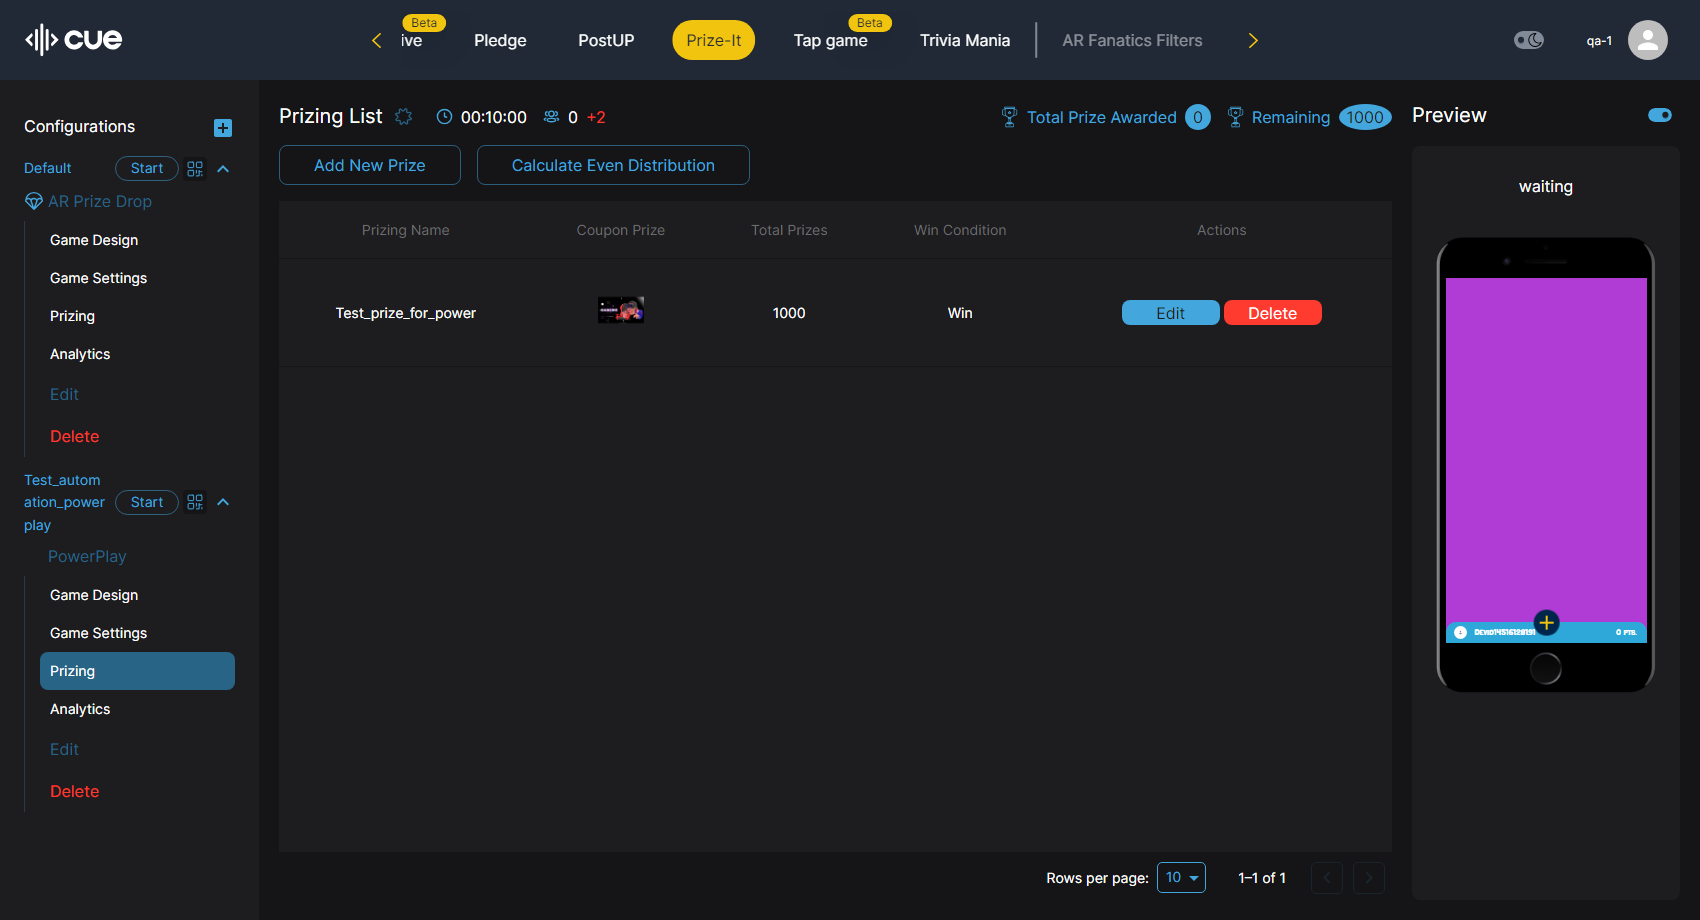 cue
ive
Beta
Pledge
PostUP
Prize-It
Tap game
Beta
Trivia Mania
AR Fanatics Filters
qa-1
Configurations
Default
Start
AR Prize Drop
Game Design
Game Settings
Prizing
Analytics
Edit
Delete
Test_autom
ation_power
play
Start
PowerPlay
Game Design
Game Settings
Prizing
Analytics
Edit
Delete
Prizing List
00:10:00
0
+2
Total Prize Awarded
0
Remaining
1000
Add New Prize
Calculate Even Distribution
Prizing Name
Coupon Prize
Total Prizes
Win Condition
Actions
Test_prize_for_power
1000
Win
Edit
Delete
Rows per page:
10
1–1 of 1
Preview
waiting
0 PTS.